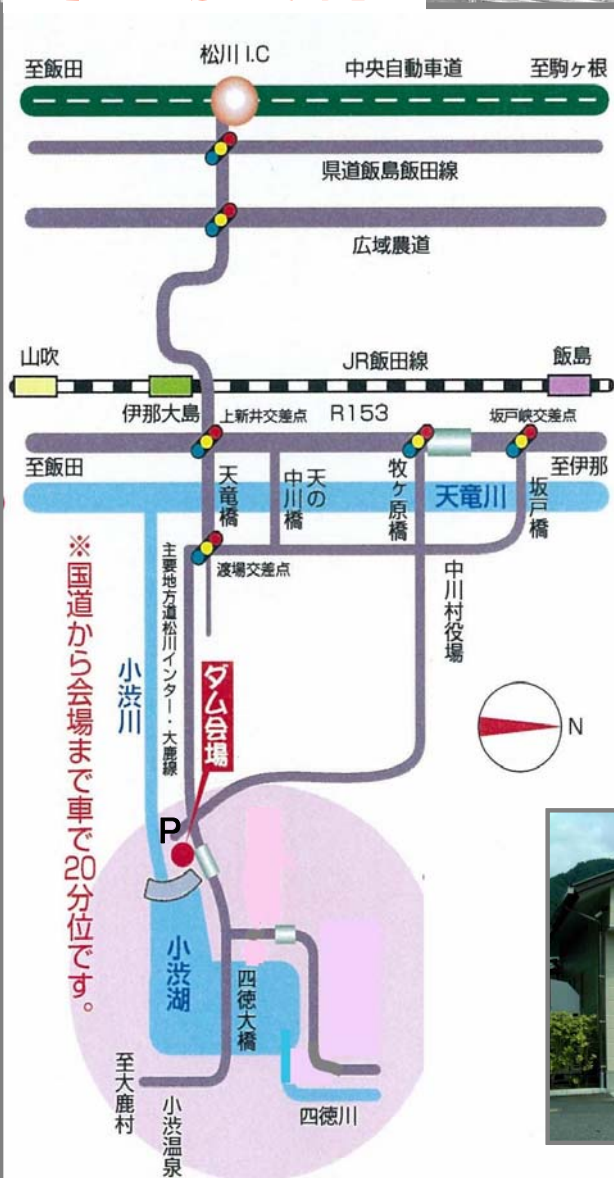 至飯田
松川 I.C
中央自動車道
至駒ヶ根
県道飯島飯田線
広域農道
山吹
JR飯田線
飯島
伊那大島
上新井交差点
R153
坂戸峡交差点
至飯田
至伊那
天竜橋
天の中川橋
牧ヶ原橋
天竜川
坂戸橋
主要地方道松川インター・大鹿線
渡場交差点
中川村役場
※国道から会場まで車で20分位です。
小渋川
ダム会場
N
P
小渋湖
四徳大橋
至大鹿村
小渋温泉
四徳川